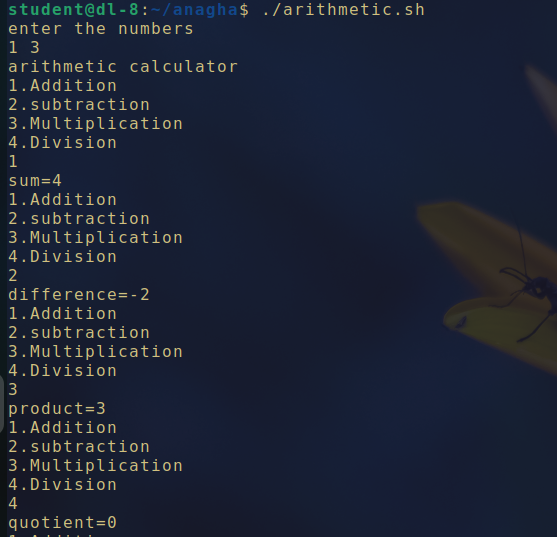 student@dl-8:~/anagha$ ./arithmetic.sh
enter the numbers
1 3
arithmetic calculator
1.Addition
2.subtraction
3.Multiplication
4.Division
1
sum=4
1.Addition
2.subtraction
3.Multiplication
4.Division
2
difference=-2
1.Addition
2.subtraction
3.Multiplication
4.Division
3
product=3
1.Addition
2.subtraction
3.Multiplication
4.Division
4
quotient=0